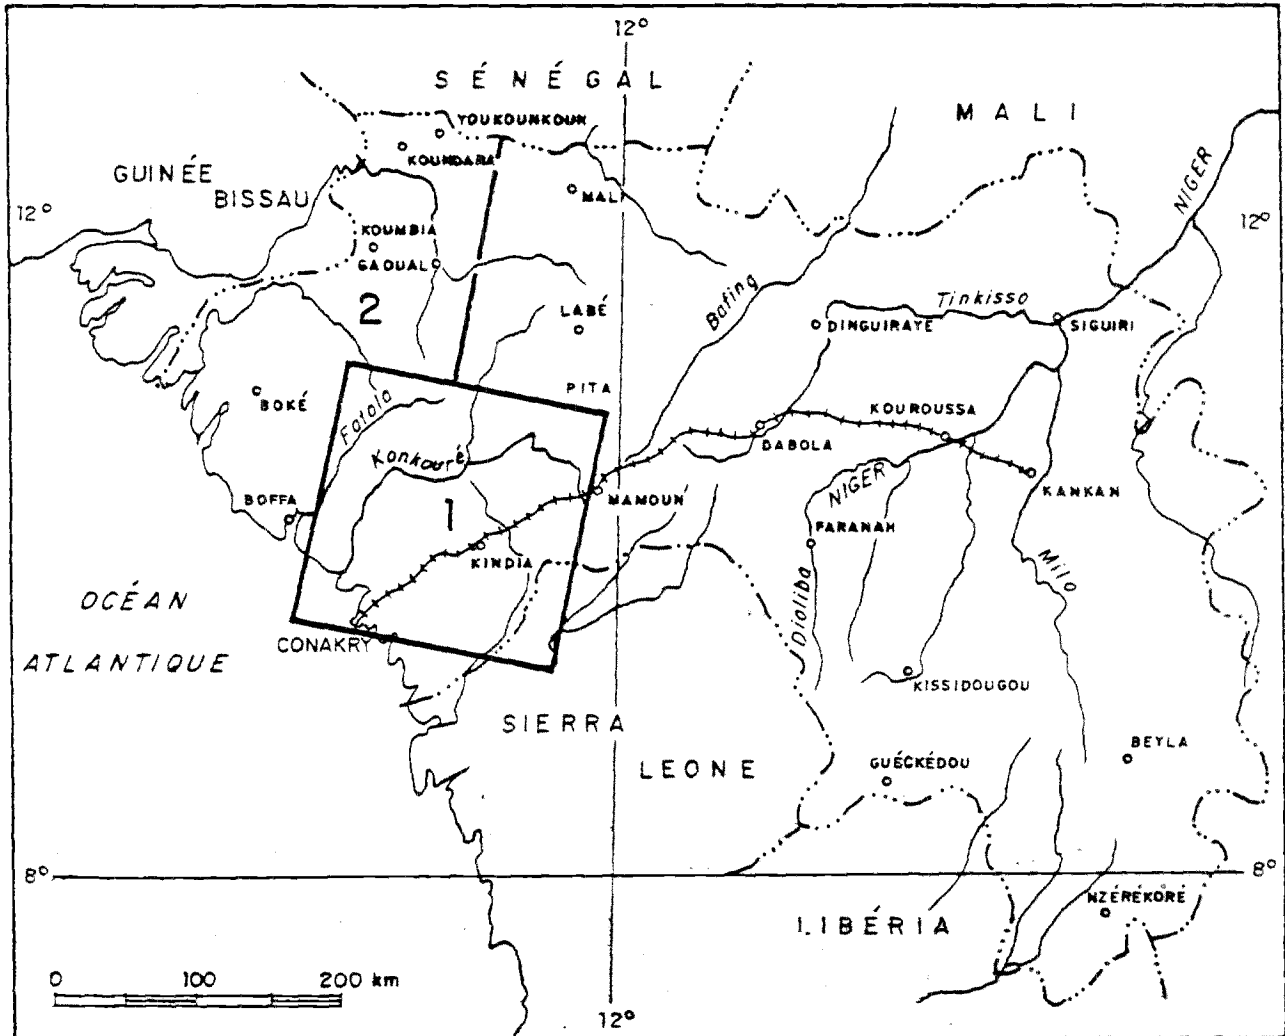 12°
SÉNÉGAL
MALI
YOUKOUNKOUN
KOUNDARA
GUINÉE
BISSAU
MALI
NIGER
12°
12°
KOUMBIA
GAOUAL
Bafing
2
Tinkisso
LABÉ
DINGUIRAYE
SIGUIRI
PITA
BOKÉ
Fatala
KOUROUSSA
DABOLA
Konkouré
KANKAN
NIGER
MAMOUN
BOFFA
1
FARANAH
KINDIA
Milo
OCÉAN
ATLANTIQUE
Dioliba
CONAKRY
KISSIDOUGOU
SIERRA
LEONE
BEYLA
GUÉCKÉDOU
8°
8°
NZÉRÉKORÉ
LIBÉRIA
0 100 200 km
12°